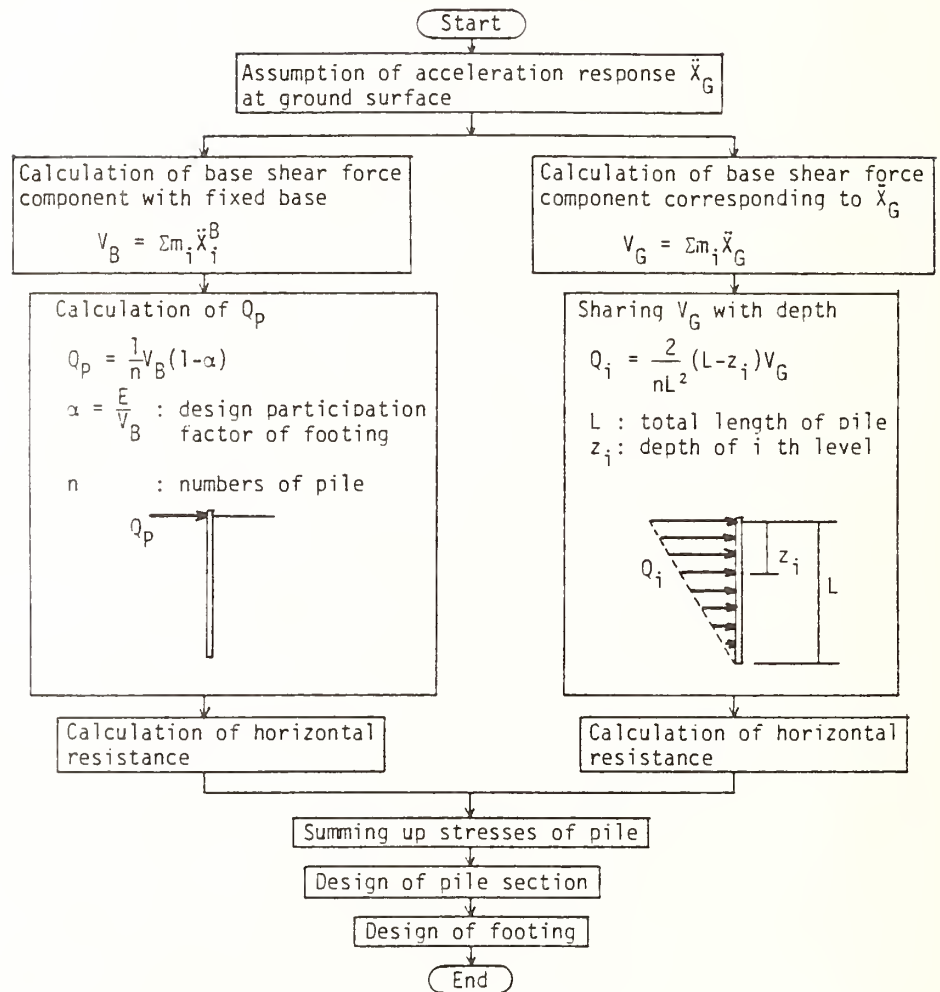 Start
Assumption of acceleration response Ẍ_G
at ground surface
Calculation of base shear force
component with fixed base
V_B = Σm_iẌ_i^B
Calculation of Q_p
Q_p = 1/n V_B(1-α)
α = E/V_B : design participation
factor of footing
n : numbers of pile
Q_p
Calculation of horizontal
resistance
Calculation of base shear force
component corresponding to Ẍ_G
V_G = Σm_iẌ_G
Sharing V_G with depth
Q_i = 2/nL² (L-z_i)V_G
L : total length of pile
z_i: depth of i th level
Q_i
z_i
L
Calculation of horizontal
resistance
Summing up stresses of pile
Design of pile section
Design of footing
End